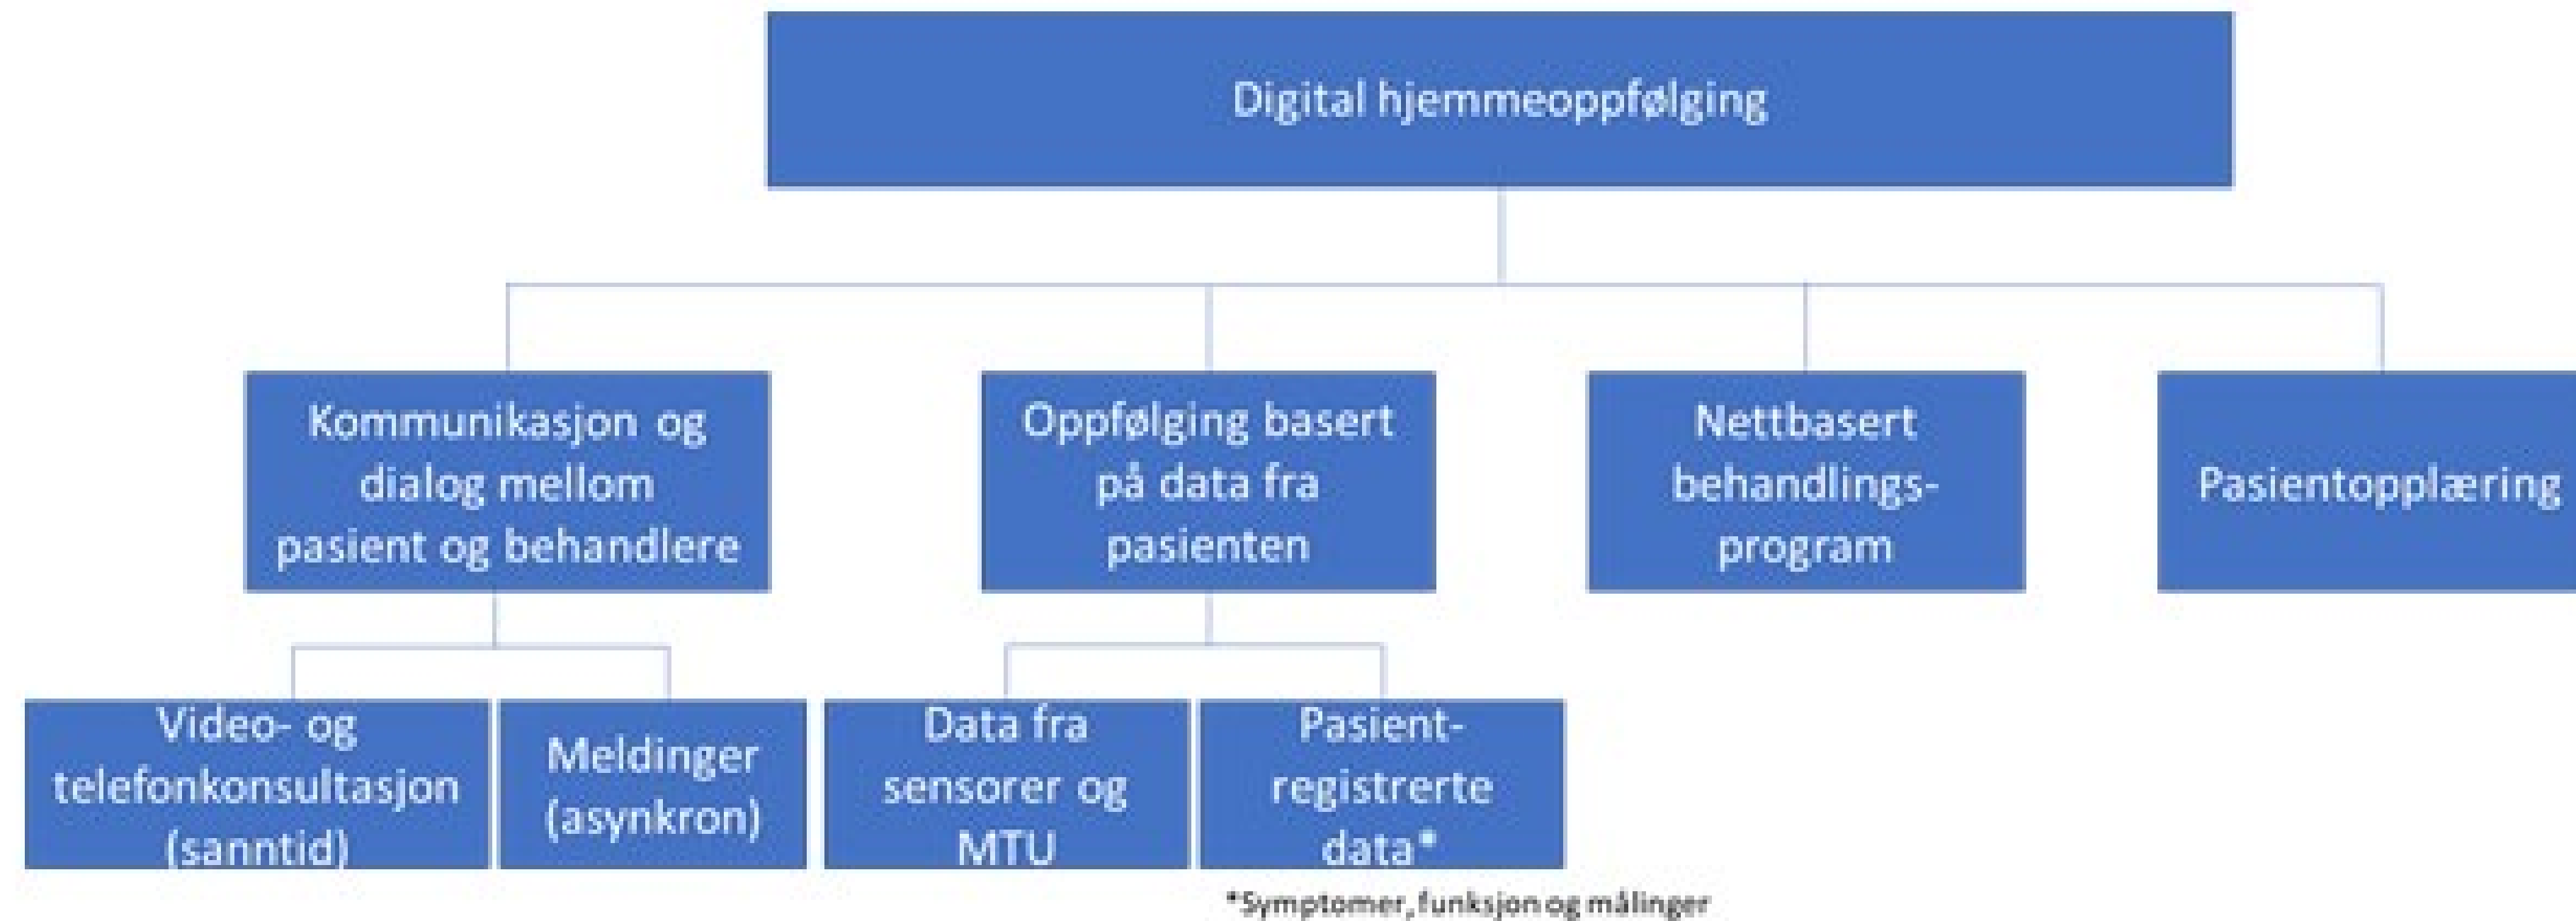 Digital hjemmeoppfølging
Kommunikasjon og
dialog mellom
pasient og behandlere
Oppfølging basert
på data fra
pasienten
Nettbasert
behandlings-
program
Pasientopplæring
Video- og
telefonkonsultasjon
(sanntid)
Meldinger
(asynkron)
Data fra
sensorer og
MTU
Pasient-
registrerte
data*
*Symptomer, funksjon og målinger